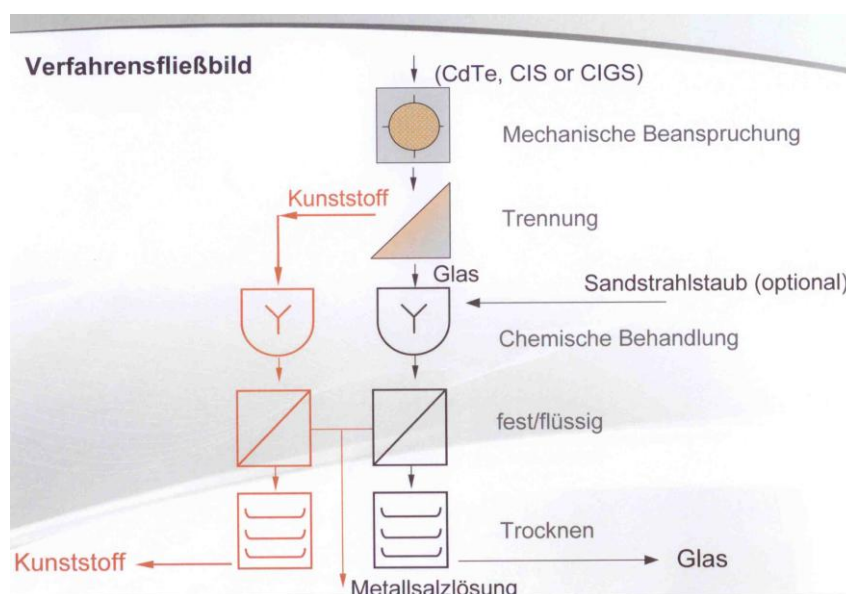 Verfahrensfließbild
(CdTe, CIS or CIGS)
Mechanische Beanspruchung
Kunststoff
Trennung
Glas
Sandstrahlstaub (optional)
Chemische Behandlung
fest/flüssig
Trocknen
Kunststoff
Glas
Metallsalzlösung